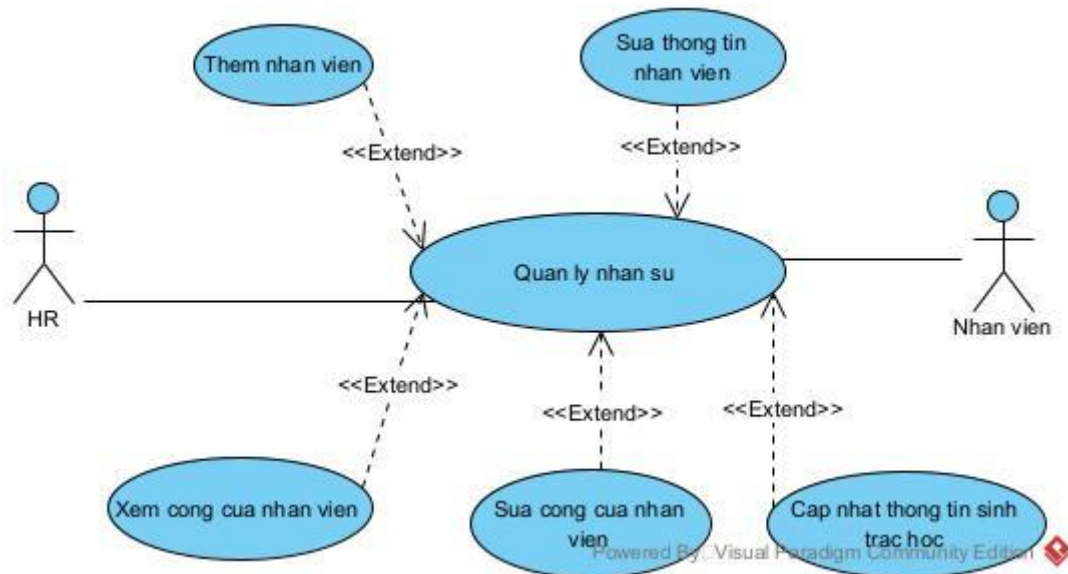 Them nhan vien
Sua thong tin
nhan vien
<<Extend>>
<<Extend>>
Quan ly nhan su
HR
Nhan vien
<<Extend>>
<<Extend>>
<<Extend>>
Xem cong cua nhan vien
Sua cong cua nhan
vien
Cap nhat thong tin sinh
trac hoc
Powered By Visual Paradigm Community Edition